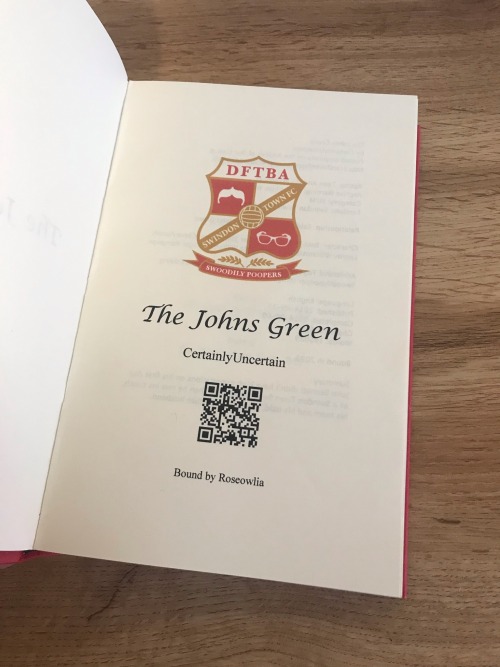 DFTBA
SWINDON TOWN FC
SWOODILY POOPERS
The Johns Green
CertainlyUncertain
Bound by Roseowlia